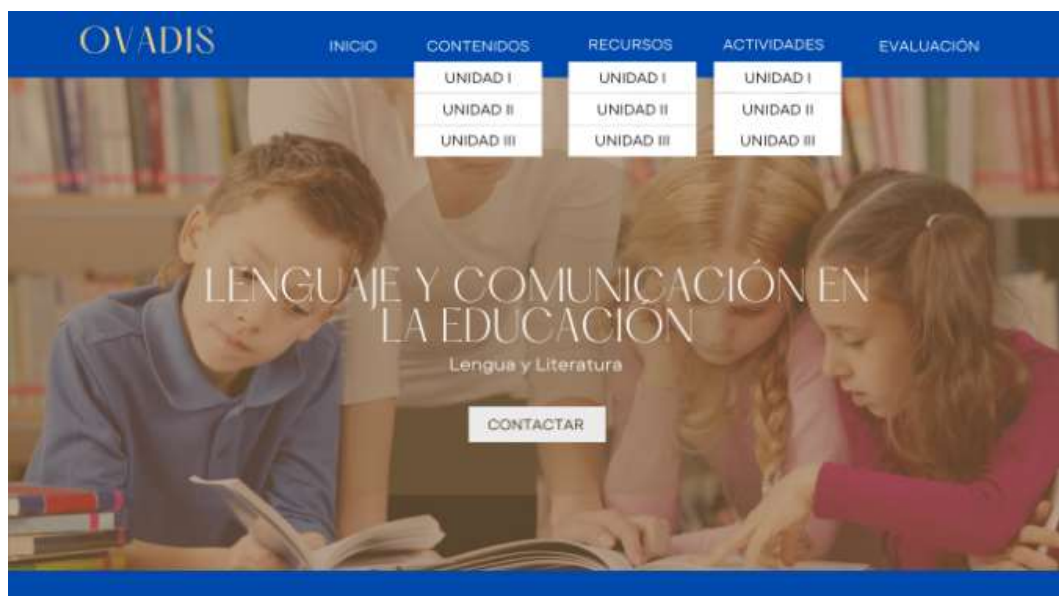 OVADIS
INICIO
CONTENIDOS
RECURSOS
ACTIVIDADES
EVALUACIÓN
UNIDAD I
UNIDAD II
UNIDAD III
UNIDAD I
UNIDAD II
UNIDAD III
UNIDAD I
UNIDAD II
UNIDAD III
LENGUAJE Y COMUNICACIÓN EN
LA EDUCACIÓN
Lengua y Literatura
CONTACTAR